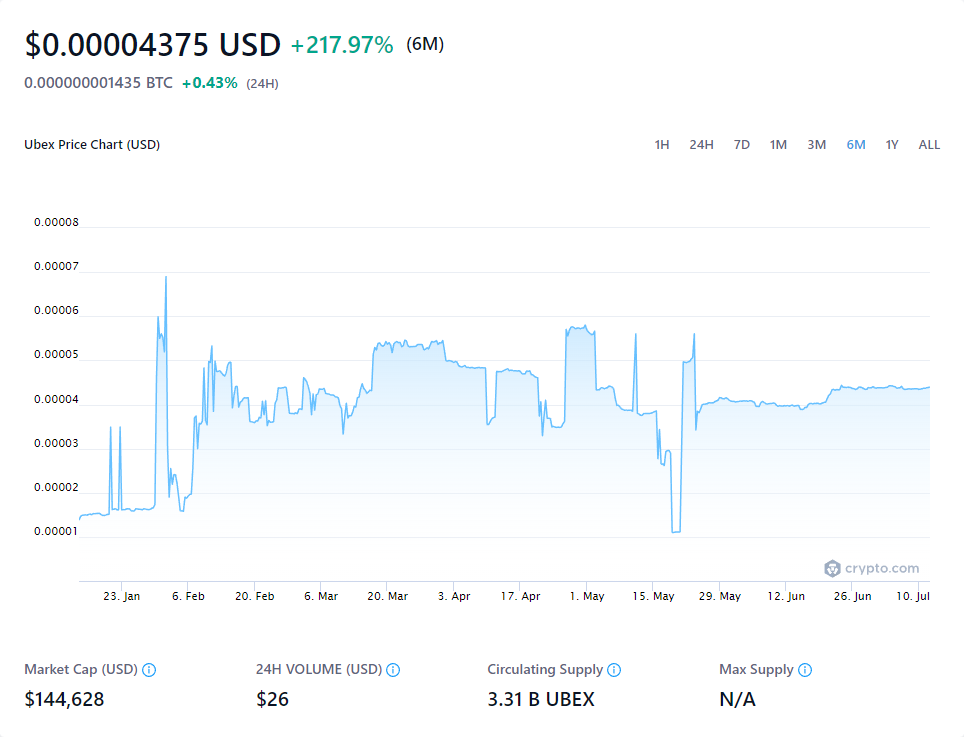 $0.00004375 USD +217.97% (6M)
0.000000001435 BTC +0.43% (24H)
Ubex Price Chart (USD) 1H 24H 7D 1M 3M 6M 1Y ALL
0.00008
0.00007
0.00006
0.00005
0.00004
0.00003
0.00002
0.00001
crypto.com
23. Jan 6. Feb 20. Feb 6. Mar 20. Mar 3. Apr 17. Apr 1. May 15. May 29. May 12. Jun 26. Jun 10. Jul
Market Cap (USD) 24H VOLUME (USD) Circulating Supply Max Supply
$144,628 $26 3.31 B UBEX N/A